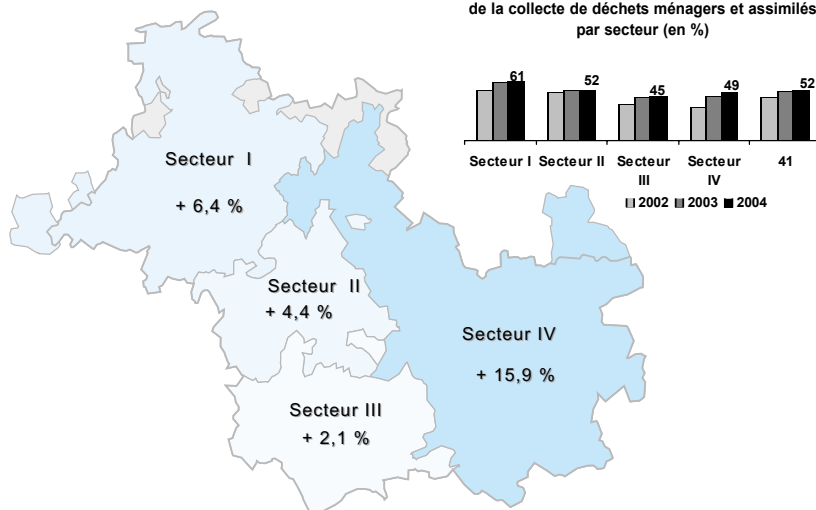 de la collecte de déchets ménagers et assimilés
par secteur (en %)
61
52
45
49
52
Secteur I
Secteur II
Secteur
III
Secteur
IV
41
2002 2003 2004
Secteur I
+ 6,4 %
Secteur II
+ 4,4 %
Secteur IV
+ 15,9 %
Secteur III
+ 2,1 %